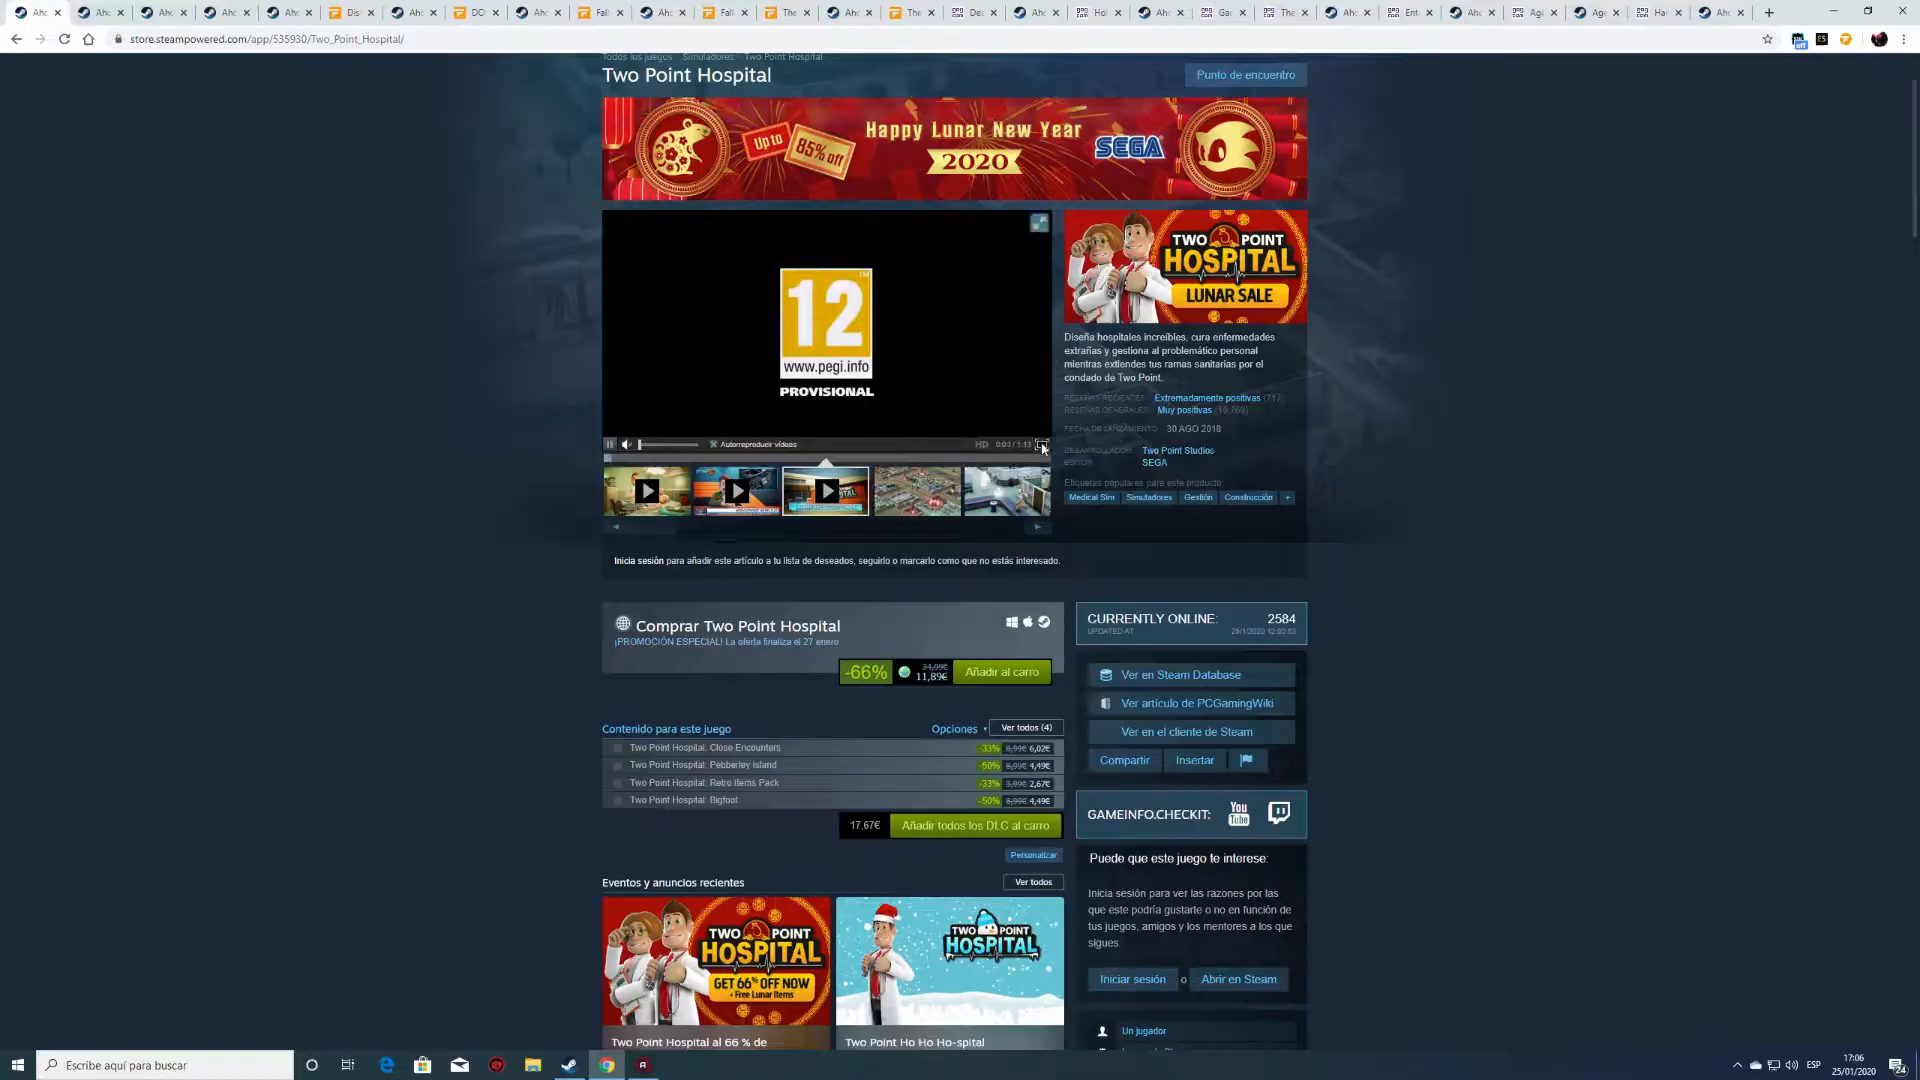 store.steampowered.com/app/535930/Two_Point_Hospital/
Todos los juegos Simuladores Two Point Hospital
Two Point Hospital
Punto de encuentro
Up to 85% off
Happy Lunar New Year
2020
SEGA
12
www.pegi.info
PROVISIONAL
TWO POINT
HOSPITAL
LUNAR SALE
Diseña hospitales increíbles, cura enfermedades
extrañas y gestiona al problemático personal
mientras extiendes tus ramas sanitarias por el
condado de Two Point.
RESEÑAS RECIENTES: Extremadamente positivas (717)
RESEÑAS GENERALES: Muy positivas (10,769)
FECHA DE LANZAMIENTO: 30 AGO 2018
DESARROLLADOR: Two Point Studios
EDITOR: SEGA
Etiquetas populares para este producto:
Medical Sim Simuladores Gestión Construcción +
Autorreproducir vídeos
HD 0:00 / 1:13
Inicia sesión para añadir este artículo a tu lista de deseados, seguirlo o marcarlo como que no estás interesado.
Comprar Two Point Hospital
¡PROMOCIÓN ESPECIAL! La oferta finaliza el 27 enero
-66% 34,99€ 11,89€ Añadir al carro
CURRENTLY ONLINE: 2584
UPDATED AT:
Ver en Steam Database
Ver artículo de PCGamingWiki
Ver en el cliente de Steam
Compartir Insertar
Contenido para este juego Opciones Ver todos (4)
Two Point Hospital: Close Encounters -33% 8,99€ 6,02€
Two Point Hospital: Pebberley Island -50% 8,99€ 4,49€
Two Point Hospital: Retro Items Pack -33% 3,99€ 2,67€
Two Point Hospital: Bigfoot -50% 8,99€ 4,49€
17,67€ Añadir todos los DLC al carro
Personalizar
GAMEINFO.CHECKIT: You Tube
Puede que este juego te interese:
Inicia sesión para ver las razones por las
que este podría gustarte o no en función de
tus juegos, amigos y los mentores a los que
sigues.
Iniciar sesión o Abrir en Steam
Un jugador
Eventos y anuncios recientes Ver todos
TWO POINT
HOSPITAL
GET 66% OFF NOW
+ Free Lunar Items
TWO POINT
HOSPITAL
Two Point Hospital al 66 % de
Two Point Ho Ho Ho-spital
Escribe aquí para buscar
ESP
17:06
25/01/2020
24